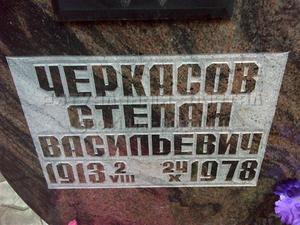 ЧЕРКАСОВ
СТЕПАН
ВАСИЛЬЕВИЧ
1913 2/VIII 24/X 1978